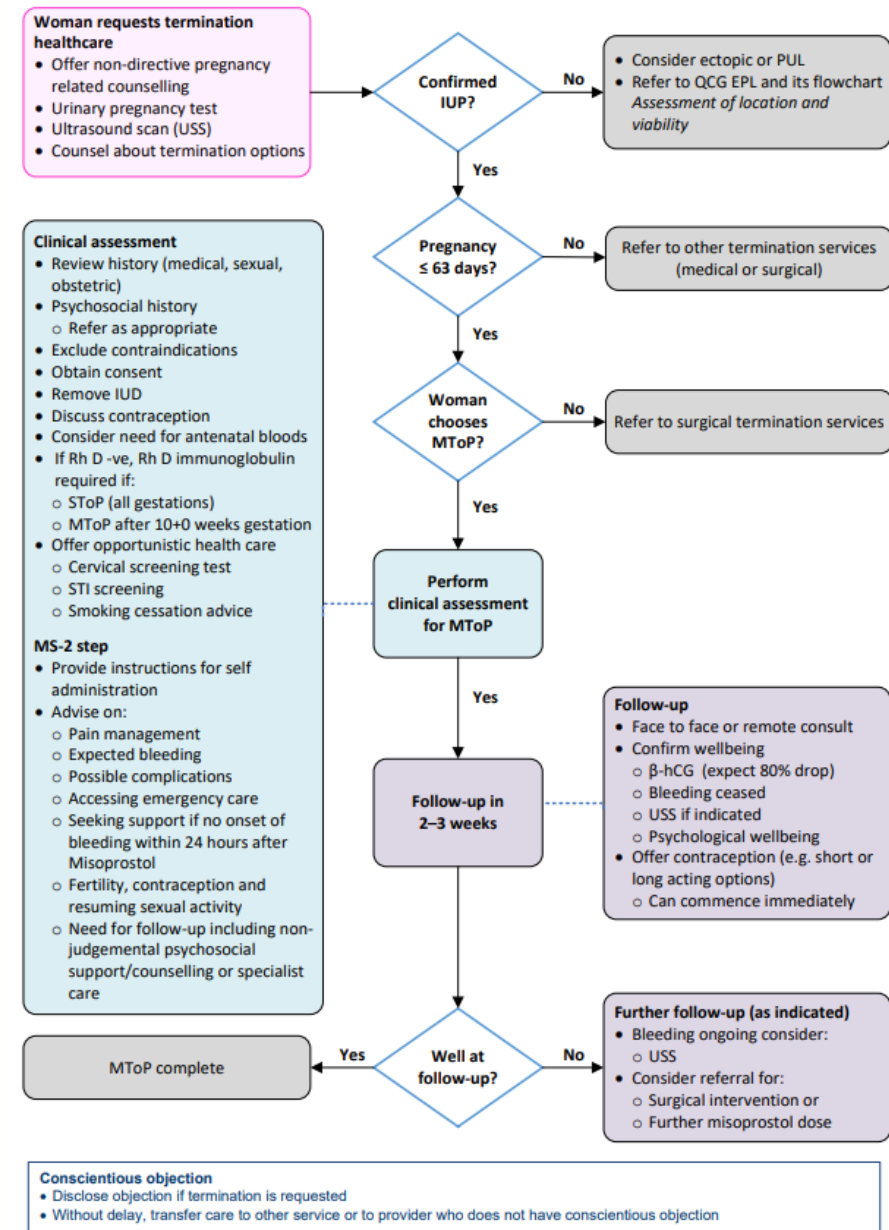 Woman requests termination
healthcare
• Offer non-directive pregnancy
related counselling
• Urinary pregnancy test
• Ultrasound scan (USS)
• Counsel about termination options
Confirmed
IUP?
No
• Consider ectopic or PUL
• Refer to QCG EPL and its flowchart
Assessment of location and
viability
Yes
Pregnancy
≤ 63 days?
No
Refer to other termination services
(medical or surgical)
Yes
Woman
chooses
MToP?
No
Refer to surgical termination services
Yes
Clinical assessment
• Review history (medical, sexual,
obstetric)
• Psychosocial history
o Refer as appropriate
• Exclude contraindications
• Obtain consent
• Remove IUD
• Discuss contraception
• Consider need for antenatal bloods
• If Rh D -ve, Rh D immunoglobulin
required if:
o SToP (all gestations)
o MToP after 10+0 weeks gestation
• Offer opportunistic health care
o Cervical screening test
o STI screening
o Smoking cessation advice
MS-2 step
• Provide instructions for self
administration
• Advise on:
o Pain management
o Expected bleeding
o Possible complications
o Accessing emergency care
o Seeking support if no onset of
bleeding within 24 hours after
Misoprostol
o Fertility, contraception and
resuming sexual activity
o Need for follow-up including non-
judgemental psychosocial
support/counselling or specialist
care
Perform
clinical assessment
for MToP
Yes
Follow-up in
2–3 weeks
Follow-up
• Face to face or remote consult
• Confirm wellbeing
o β-hCG (expect 80% drop)
o Bleeding ceased
o USS if indicated
o Psychological wellbeing
• Offer contraception (e.g. short or
long acting options)
o Can commence immediately
Well at
follow-up?
Yes
MToP complete
No
Further follow-up (as indicated)
• Bleeding ongoing consider:
o USS
• Consider referral for:
o Surgical intervention or
o Further misoprostol dose
Conscientious objection
• Disclose objection if termination is requested
• Without delay, transfer care to other service or to provider who does not have conscientious objection